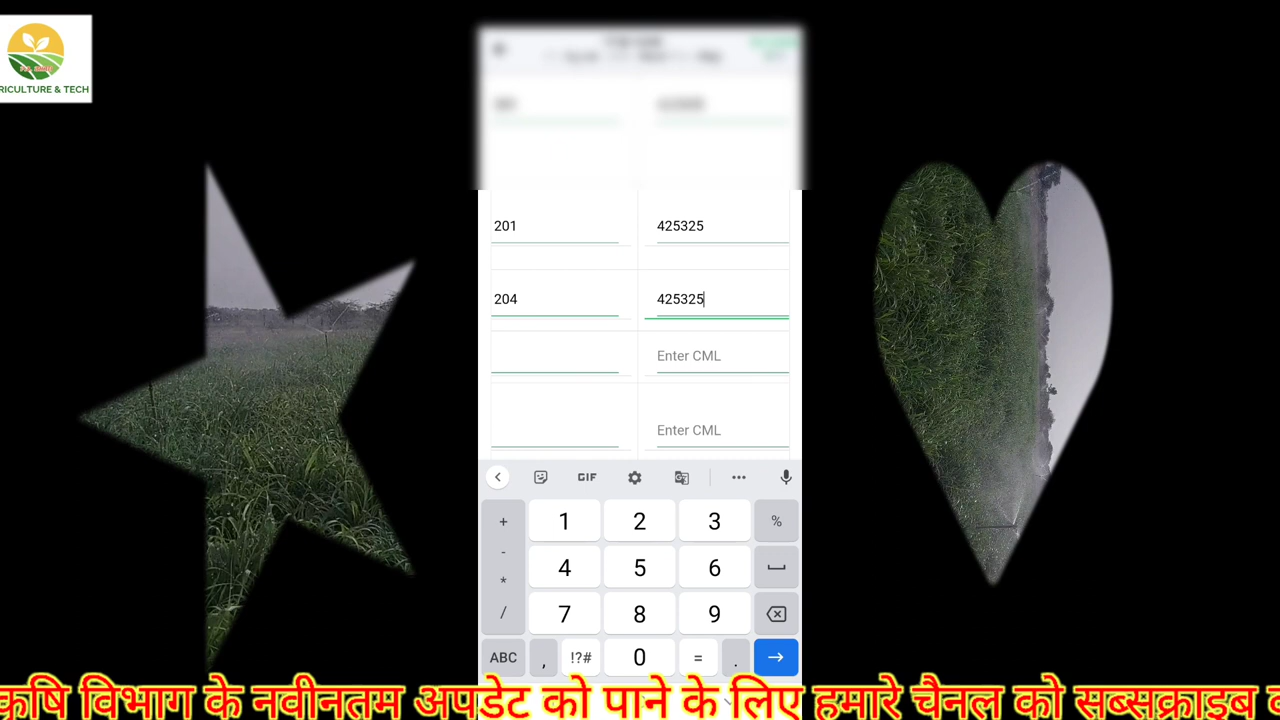 RICULTURE & TECH
201 425325
204 425325
Enter CML
Enter CML
GIF
+ 1 2 3 %
- 4 5 6
*
/ 7 8 9
ABC , !?# 0 = .
कृषि विभाग के नवीनतम अपडेट को पाने के लिए हमारे चैनल को सब्सक्राइब